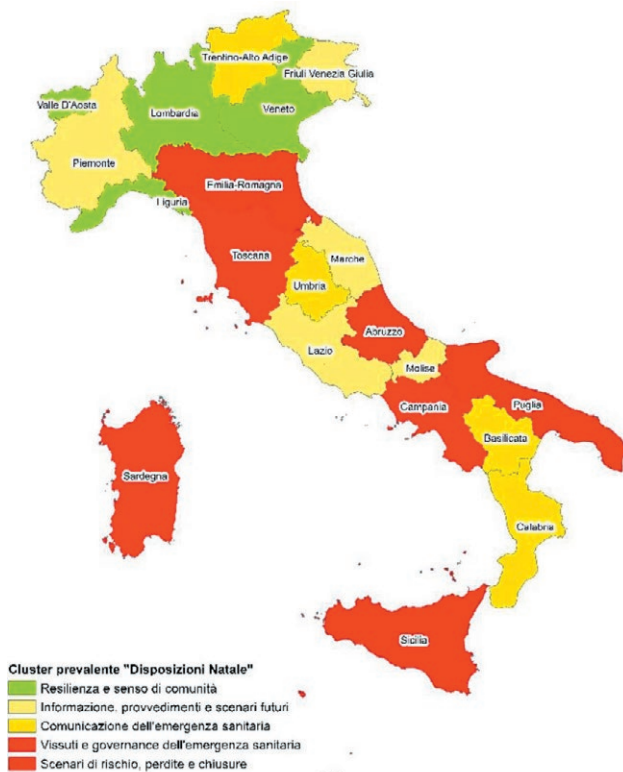 Trentino-Alto Adige
Friuli Venezia Giulia
Valle D'Aosta
Lombardia
Veneto
Piemonte
Emilia-Romagna
Liguria
Toscana
Marche
Umbria
Abruzzo
Lazio
Molise
Campania
Puglia
Basilicata
Sardegna
Calabria
Sicilia
Cluster prevalente "Disposizioni Natale"
Resilienza e senso di comunità
Informazione, provvedimenti e scenari futuri
Comunicazione dell'emergenza sanitaria
Vissuti e governance dell'emergenza sanitaria
Scenari di rischio, perdite e chiusure